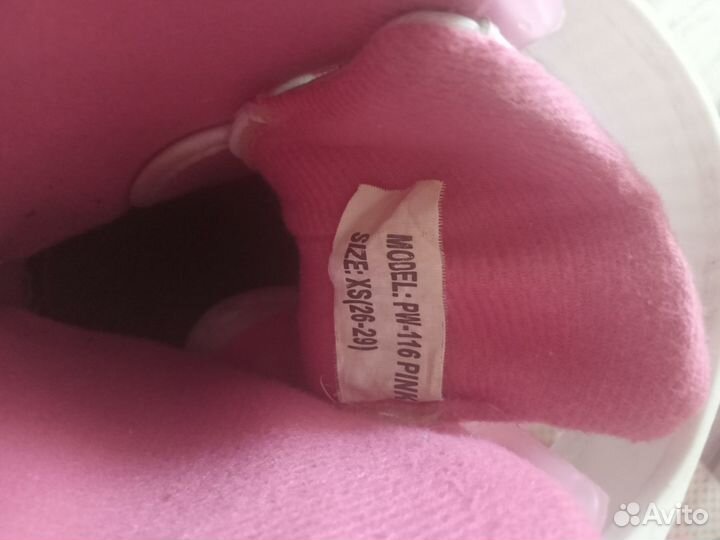 MODEL: PW-116 PINK
SIZE: XS(26-29)
Avito